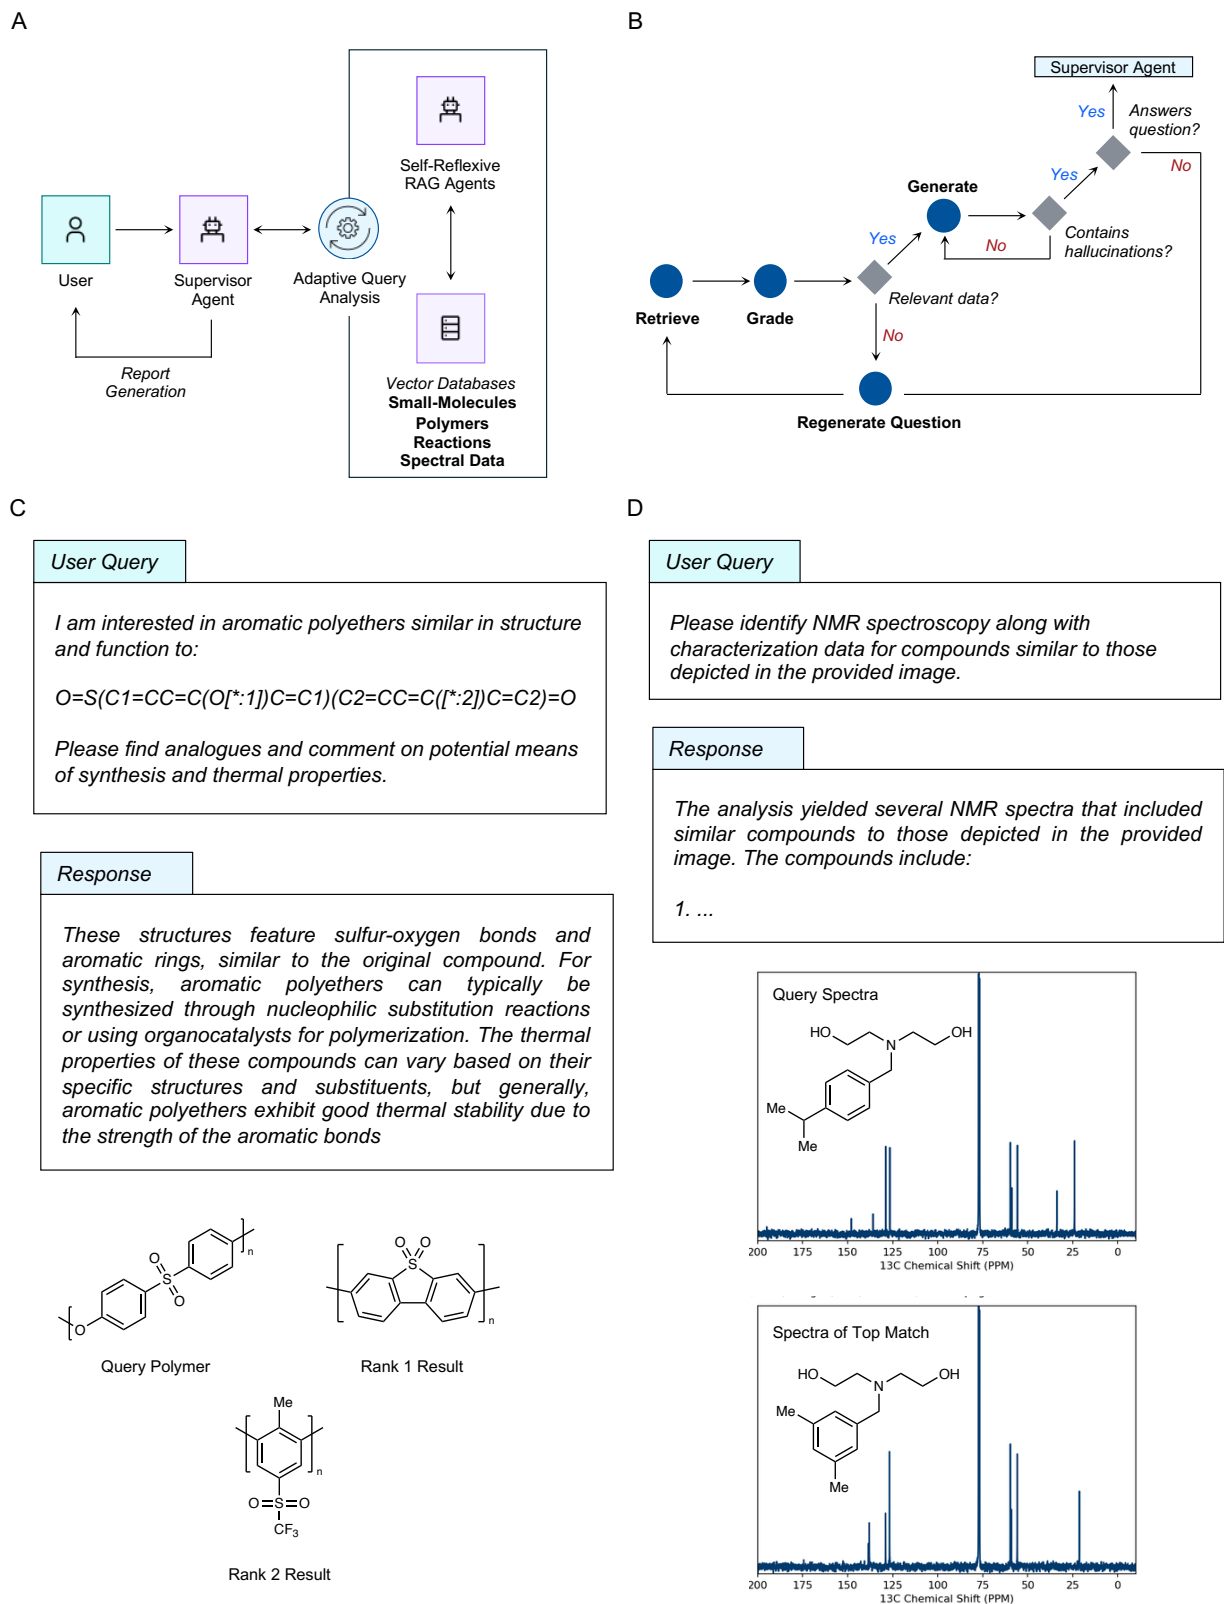 A
User
Supervisor
Agent
Report
Generation
Adaptive Query
Analysis
Self-Reflexive
RAG Agents
Vector Databases
Small-Molecules
Polymers
Reactions
Spectral Data
B
Supervisor Agent
Yes
Answers
question?
No
Yes
Generate
Contains
hallucinations?
No
Yes
Relevant data?
Retrieve
Grade
No
Regenerate Question
C
User Query
I am interested in aromatic polyethers similar in structure
and function to:
O=S(C1=CC=C(O[*:1])C=C1)(C2=CC=C([*:2])C=C2)=O
Please find analogues and comment on potential means
of synthesis and thermal properties.
Response
These structures feature sulfur-oxygen bonds and
aromatic rings, similar to the original compound. For
synthesis, aromatic polyethers can typically be
synthesized through nucleophilic substitution reactions
or using organocatalysts for polymerization. The thermal
properties of these compounds can vary based on their
specific structures and substituents, but generally,
aromatic polyethers exhibit good thermal stability due to
the strength of the aromatic bonds
n
O
S
O
O
Query Polymer
O O
S
n
Rank 1 Result
Me
n
O S O
CF3
Rank 2 Result
D
User Query
Please identify NMR spectroscopy along with
characterization data for compounds similar to those
depicted in the provided image.
Response
The analysis yielded several NMR spectra that included
similar compounds to those depicted in the provided
image. The compounds include:
1. ...
Query Spectra
HO OH
N
Me
Me
200 175 150 125 100 75 50 25 0
13C Chemical Shift (PPM)
Spectra of Top Match
HO OH
N
Me
Me
200 175 150 125 100 75 50 25 0
13C Chemical Shift (PPM)